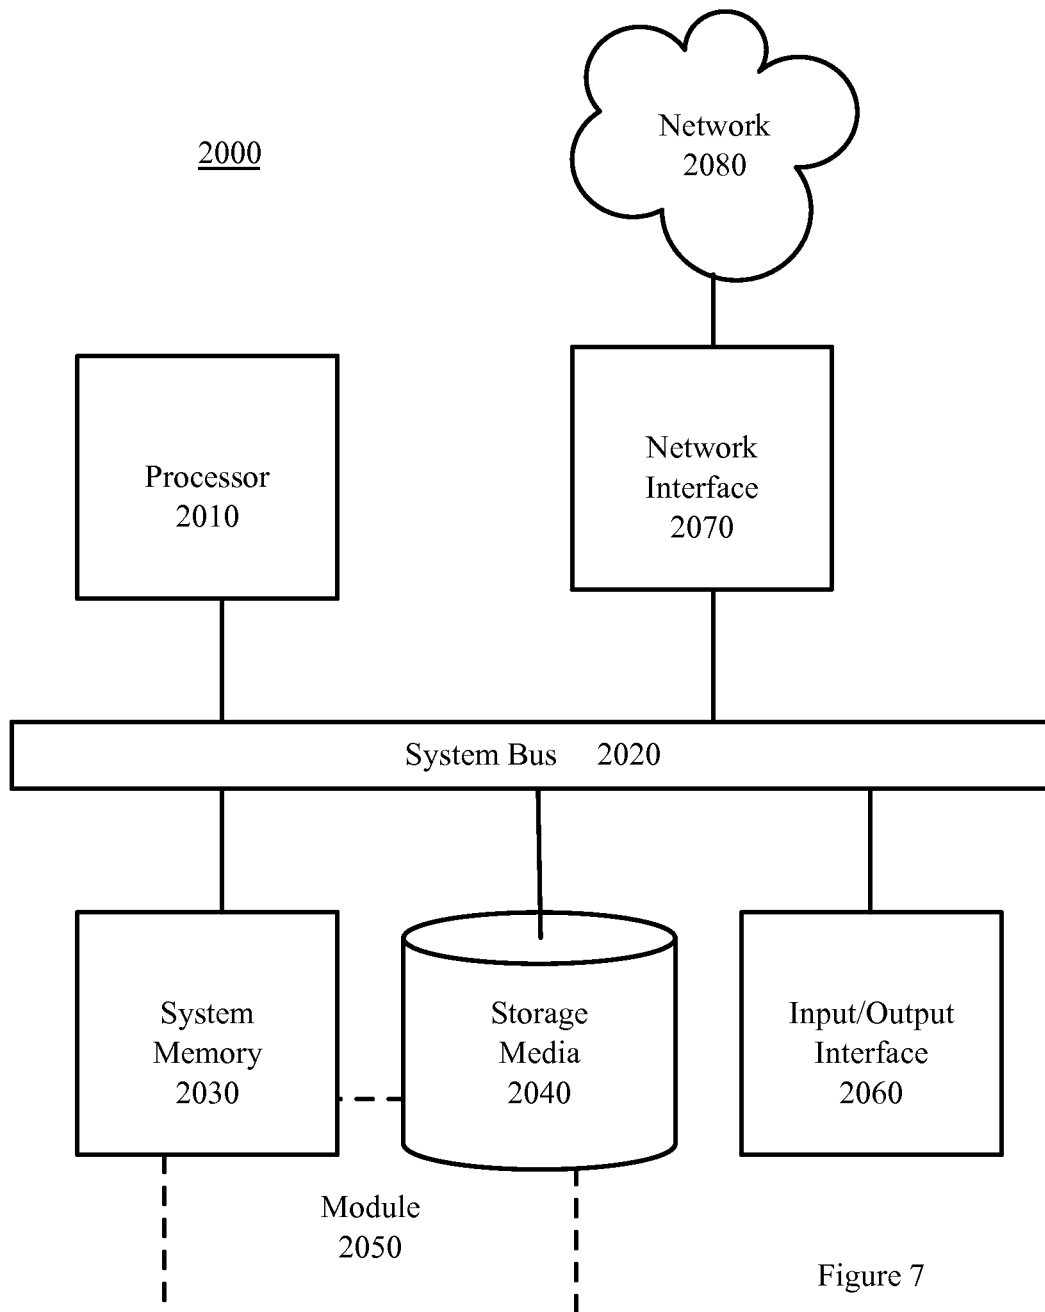 2000
Network
2080
Processor
2010
Network
Interface
2070
System Bus 2020
System
Memory
2030
Storage
Media
2040
Input/Output
Interface
2060
Module
2050
Figure 7